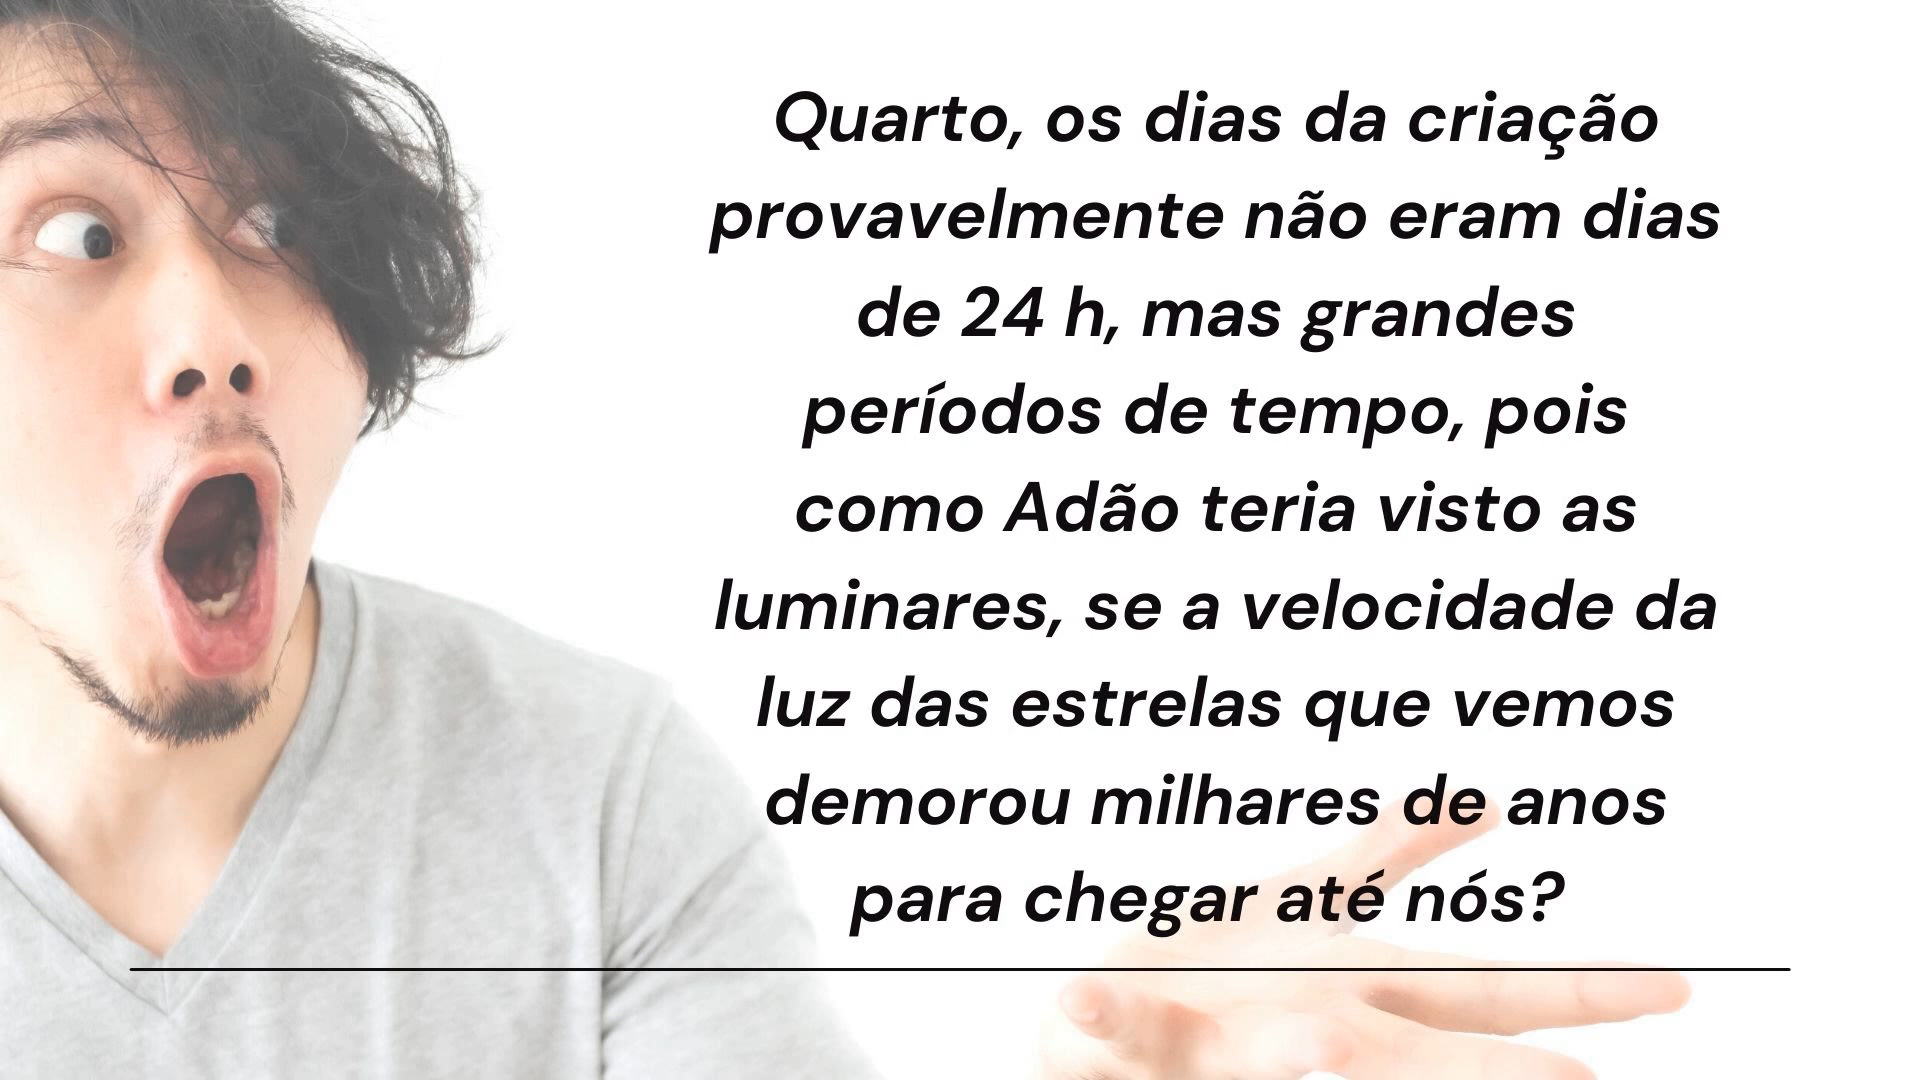 Quarto, os dias da criação
provavelmente não eram dias
de 24 h, mas grandes
períodos de tempo, pois
como Adão teria visto as
luminares, se a velocidade da
luz das estrelas que vemos
demorou milhares de anos
para chegar até nós?